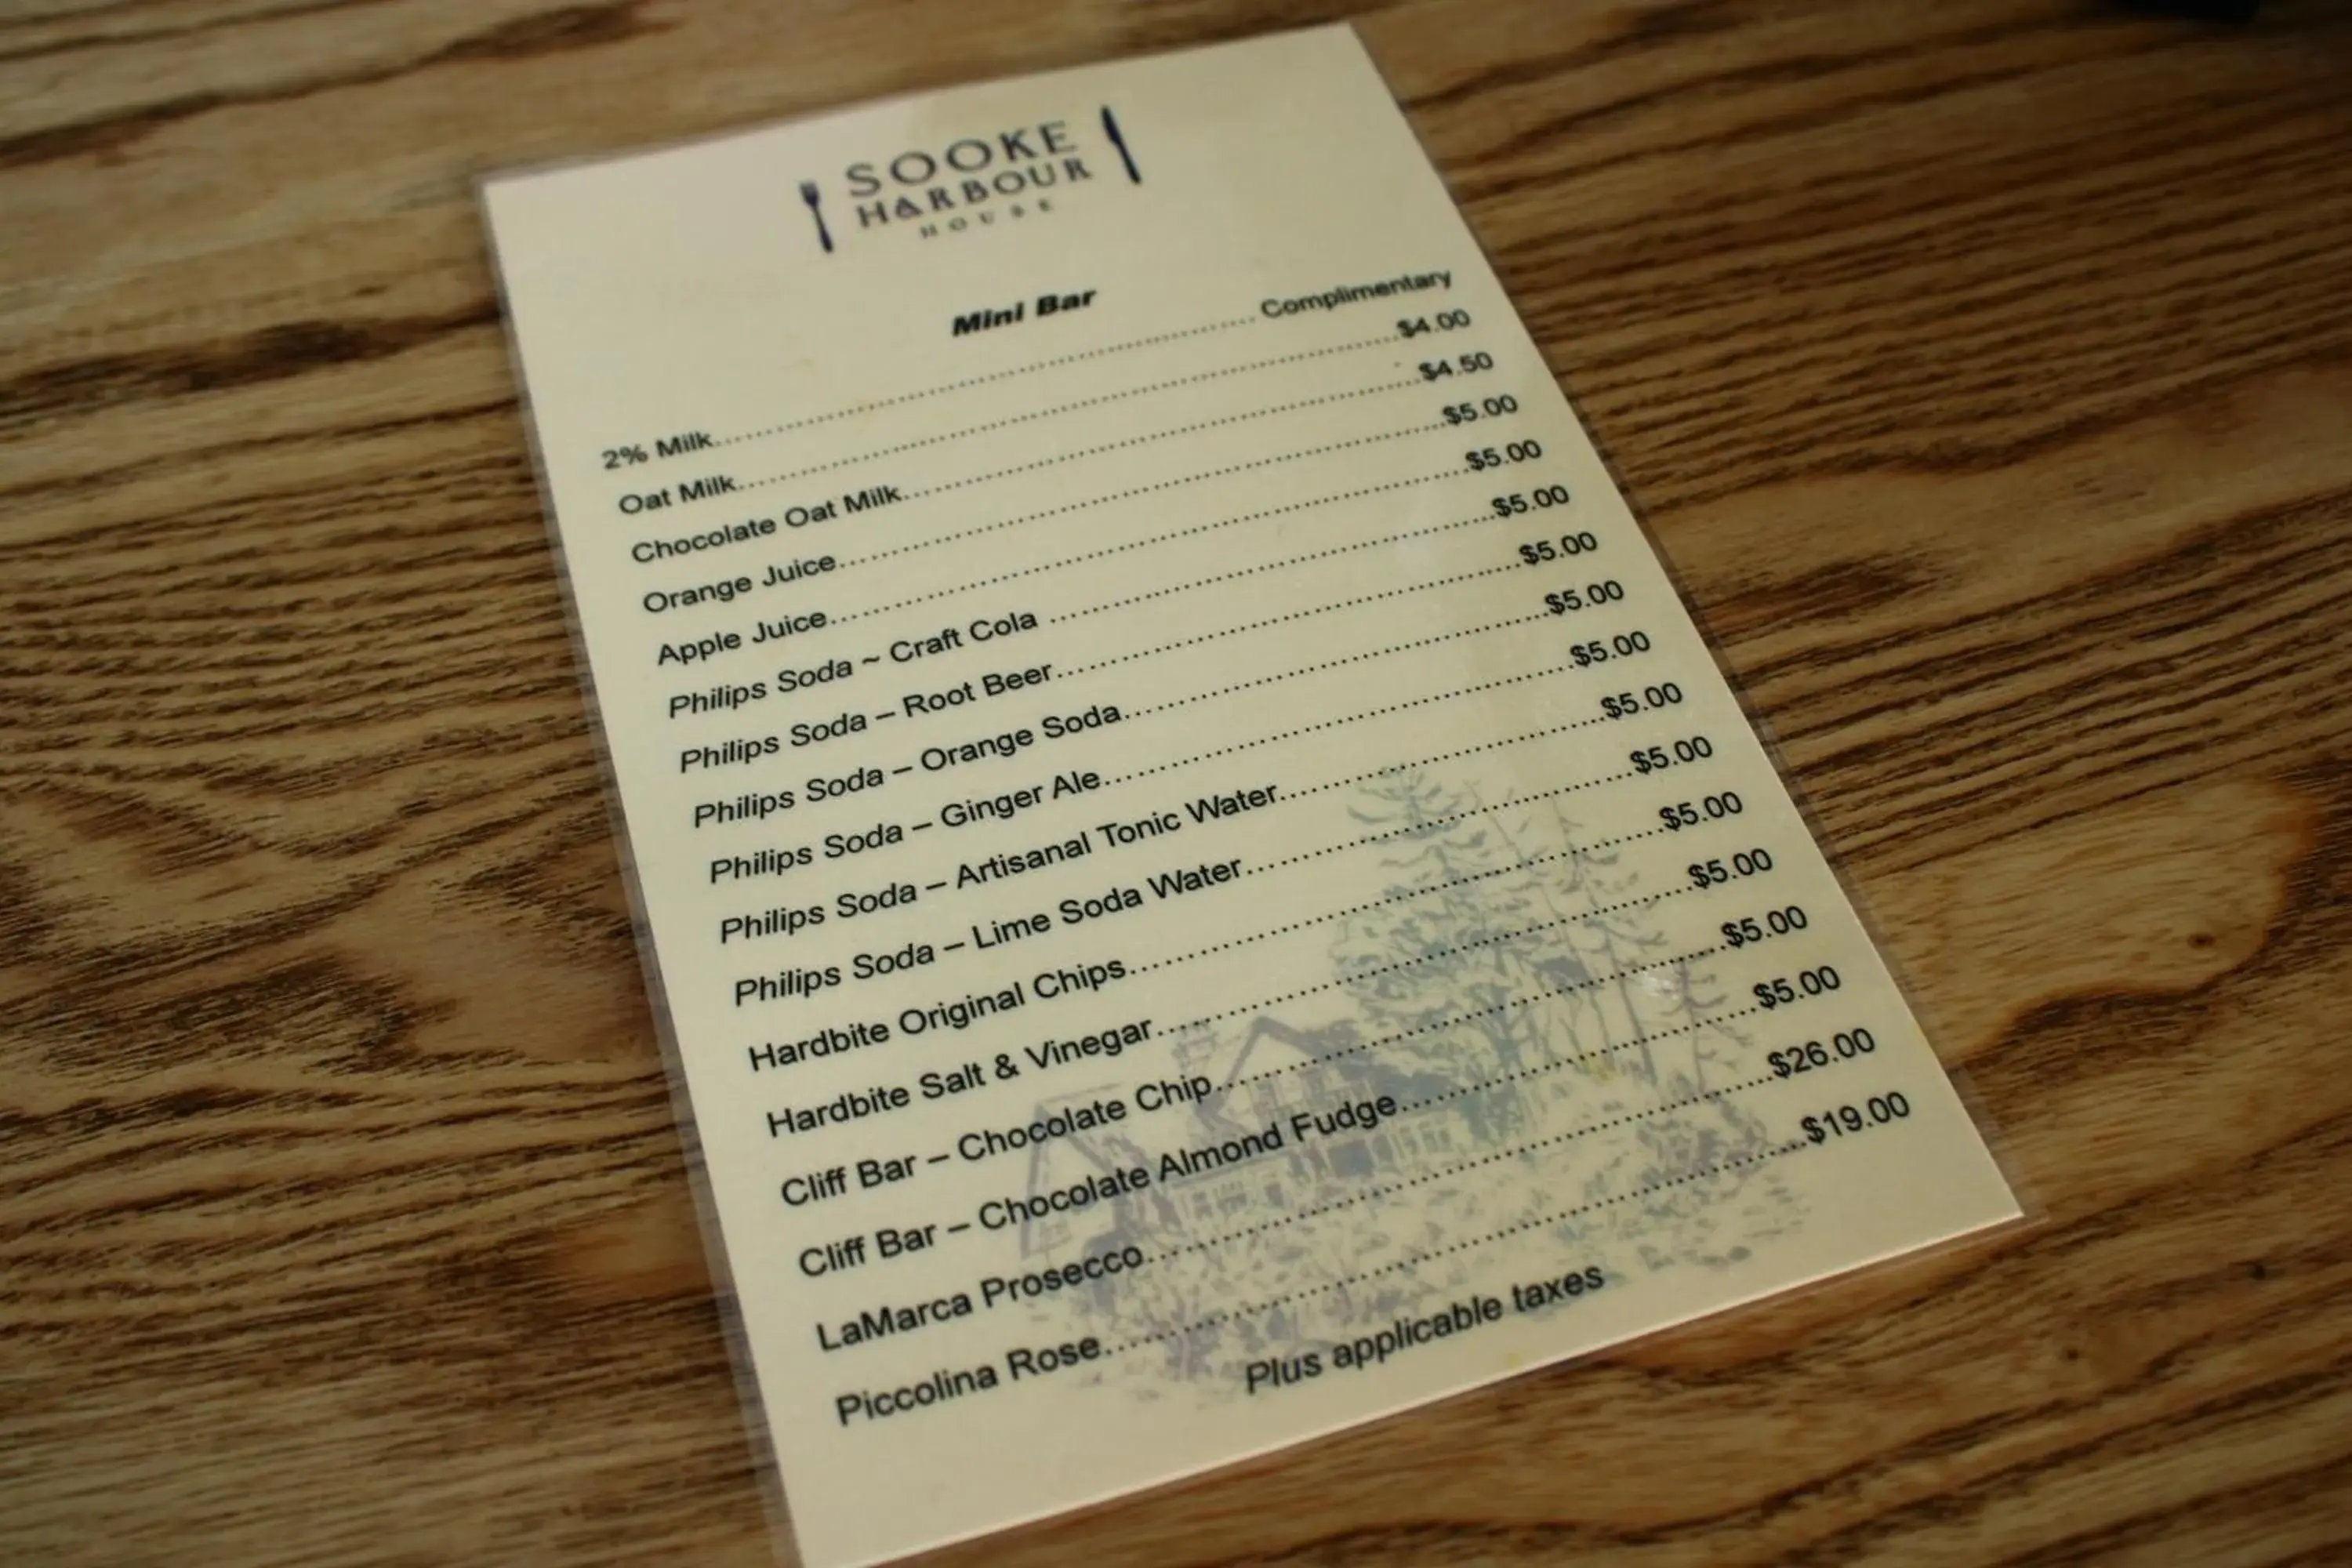 SOOKE
HARBOUR
HOUSE
Mini Bar
2% Milk........................................Complimentary
Oat Milk........................................$4.00
Chocolate Oat Milk........................................$4.50
Orange Juice........................................$5.00
Apple Juice........................................$5.00
Philips Soda ~ Craft Cola ........................................$5.00
Philips Soda – Root Beer........................................$5.00
Philips Soda – Orange Soda........................................$5.00
Philips Soda – Ginger Ale........................................$5.00
Philips Soda – Artisanal Tonic Water........................................$5.00
Philips Soda – Lime Soda Water........................................$5.00
Hardbite Original Chips........................................$5.00
Hardbite Salt & Vinegar........................................$5.00
Cliff Bar – Chocolate Chip........................................$5.00
Cliff Bar – Chocolate Almond Fudge........................................$5.00
LaMarca Prosecco........................................$26.00
Piccolina Rose........................................$19.00
Plus applicable taxes